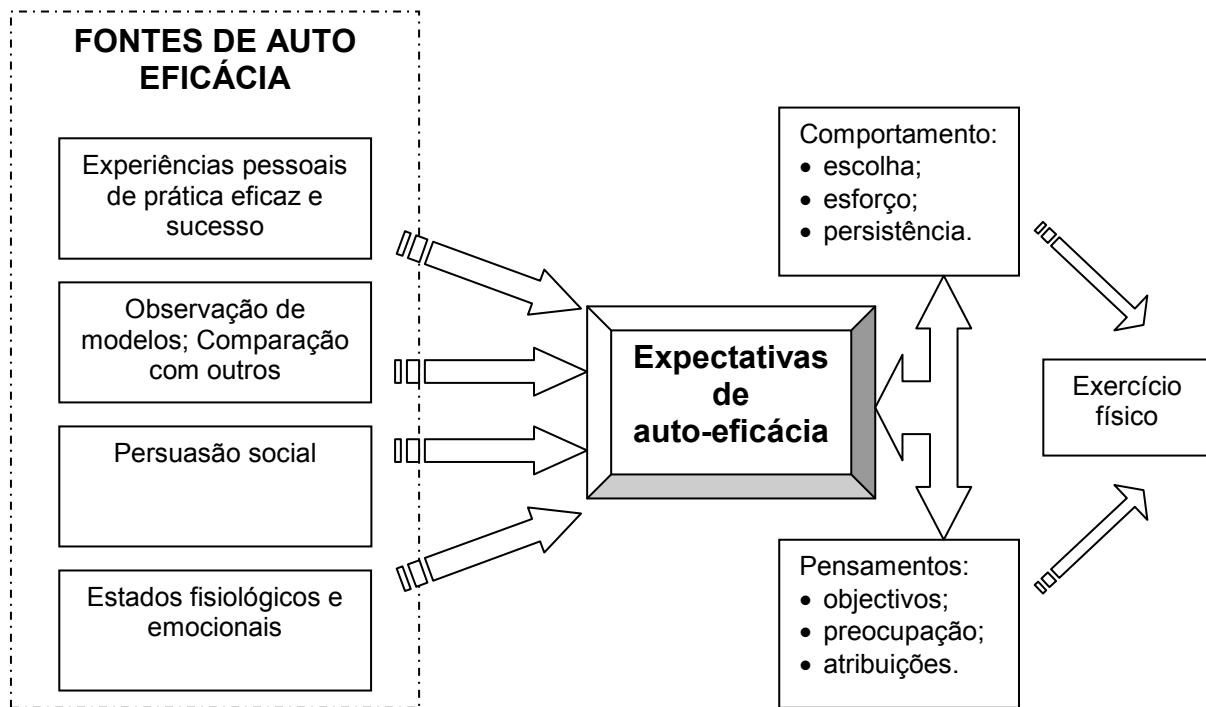 FONTES DE AUTO
EFICÁCIA
Experiências pessoais
de prática eficaz e
sucesso
Observação de
modelos; Comparação
com outros
Persuasão social
Estados fisiológicos e
emocionais
Expectativas
de
auto-eficácia
Comportamento:
• escolha;
• esforço;
• persistência.
Pensamentos:
• objectivos;
• preocupação;
• atribuições.
Exercício
físico